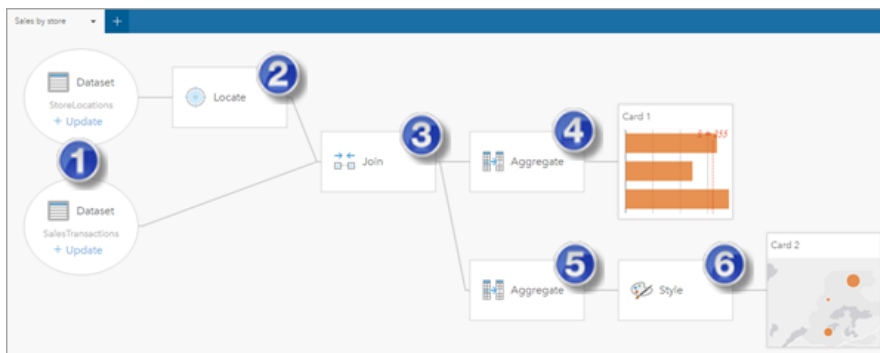 Sales by store
+
Dataset
StoreLocations
+ Update
1
Dataset
SalesTransactions
+ Update
Locate
2
Join
3
Aggregate
4
Card 1
x̄ = 355
Aggregate
5
Style
6
Card 2